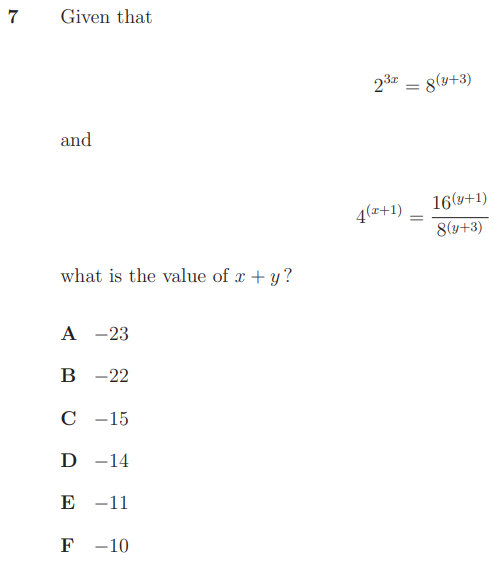 7 Given that
2^{3x} = 8^{(y+3)}
and
4^{(x+1)} = \frac{16^{(y+1)}}{8^{(y+3)}}
what is the value of x + y?
A −23
B −22
C −15
D −14
E −11
F −10